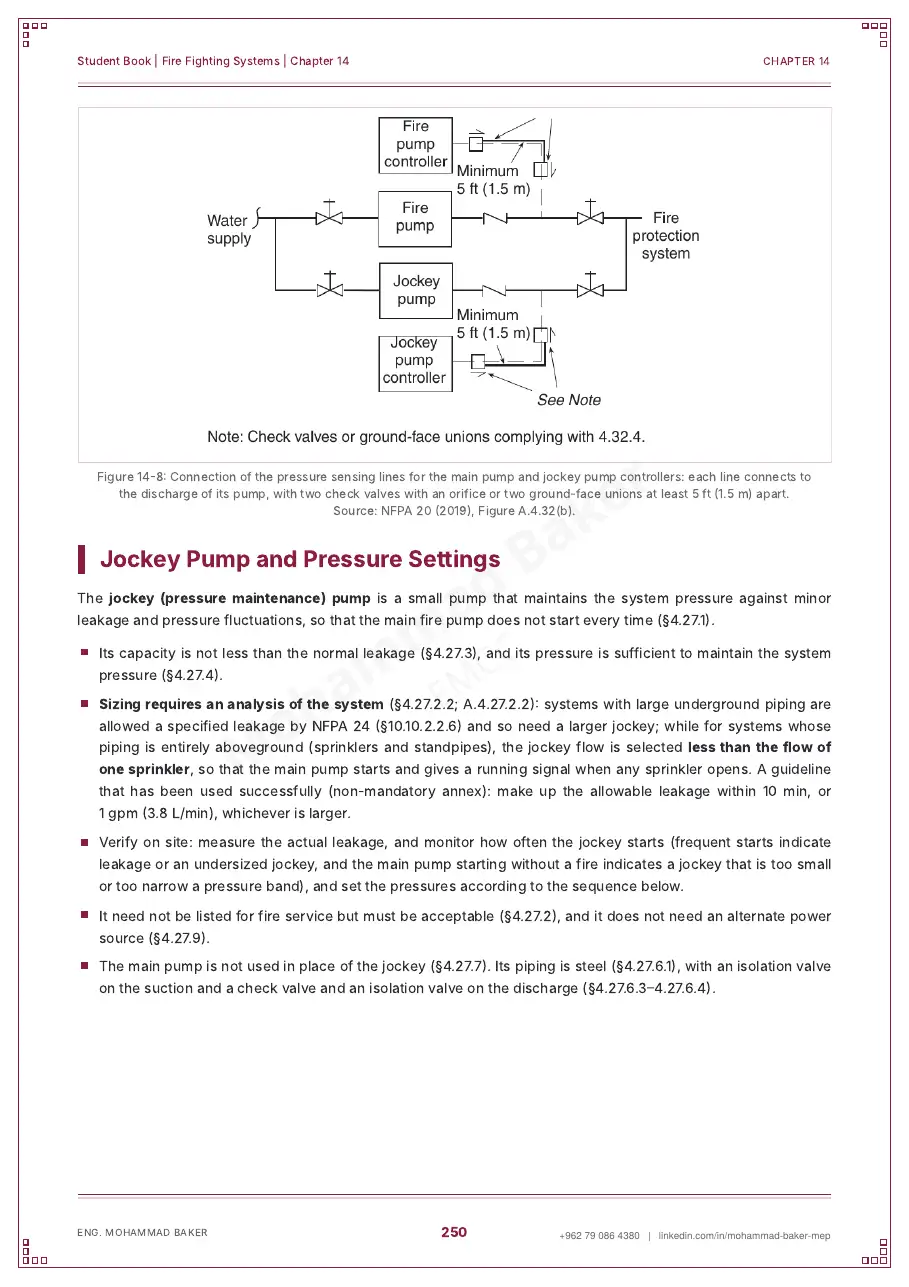 Student Book | Fire Fighting Systems | Chapter 14
CHAPTER 14
Fire
pump
controller
Minimum
5 ft (1.5 m)
Water
supply
Fire
pump
Fire
protection
system
Jockey
pump
Minimum
5 ft (1.5 m)
Jockey
pump
controller
See Note
Note: Check valves or ground-face unions complying with 4.32.4.
Figure 14-8: Connection of the pressure sensing lines for the main pump and jockey pump controllers: each line connects to
the discharge of its pump, with two check valves with an orifice or two ground-face unions at least 5 ft (1.5 m) apart.
Source: NFPA 20 (2019), Figure A.4.32(b).
Jockey Pump and Pressure Settings
The jockey (pressure maintenance) pump is a small pump that maintains the system pressure against minor
leakage and pressure fluctuations, so that the main fire pump does not start every time (§4.27.1).
Its capacity is not less than the normal leakage (§4.27.3), and its pressure is sufficient to maintain the system
pressure (§4.27.4).
Sizing requires an analysis of the system (§4.27.2.2; A.4.27.2.2): systems with large underground piping are
allowed a specified leakage by NFPA 24 (§10.10.2.2.6) and so need a larger jockey; while for systems whose
piping is entirely aboveground (sprinklers and standpipes), the jockey flow is selected less than the flow of
one sprinkler, so that the main pump starts and gives a running signal when any sprinkler opens. A guideline
that has been used successfully (non-mandatory annex): make up the allowable leakage within 10 min, or
1 gpm (3.8 L/min), whichever is larger.
Verify on site: measure the actual leakage, and monitor how often the jockey starts (frequent starts indicate
leakage or an undersized jockey, and the main pump starting without a fire indicates a jockey that is too small
or too narrow a pressure band), and set the pressures according to the sequence below.
It need not be listed for fire service but must be acceptable (§4.27.2), and it does not need an alternate power
source (§4.27.9).
The main pump is not used in place of the jockey (§4.27.7). Its piping is steel (§4.27.6.1), with an isolation valve
on the suction and a check valve and an isolation valve on the discharge (§4.27.6.3–4.27.6.4).
ENG. MOHAMMAD BAKER
250
+962 79 086 4380 | linkedin.com/in/mohammad-baker-mep